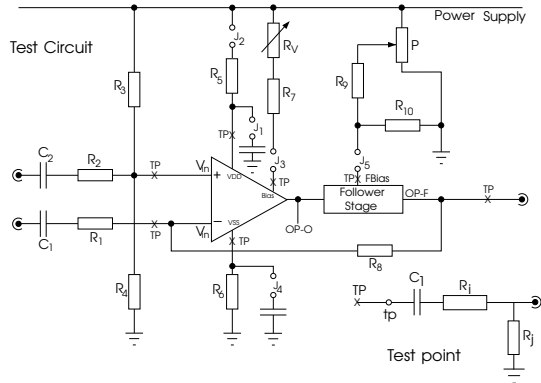 Power Supply
Test Circuit
J2
RV
P
R3
R5
R9
R7
R10
J1
TP
C2
R2
TP
Vin
+
VDD
J3
TP
J5
TP FBias
Bias
Follower
Stage
OP-F
TP
C1
R1
TP
Vin
−
VSS
TP
OP-O
R8
R4
R6
J4
TP
tp
C1
Ri
Rj
Test point